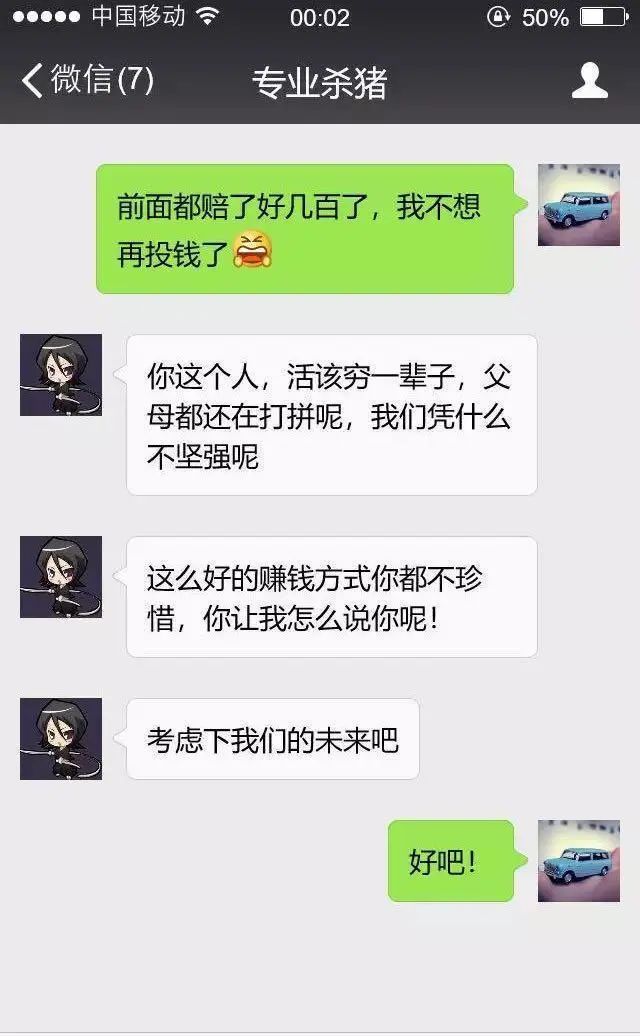 中国移动 00:02 50%
微信(7) 专业杀猪
前面都赔了好几百了，我不想
再投钱了
你这个人，活该穷一辈子，父
母都还在打拼呢，我们凭什么
不坚强呢
这么好的赚钱方式你都不珍
惜，你让我怎么说你呢！
考虑下我们的未来吧
好吧！